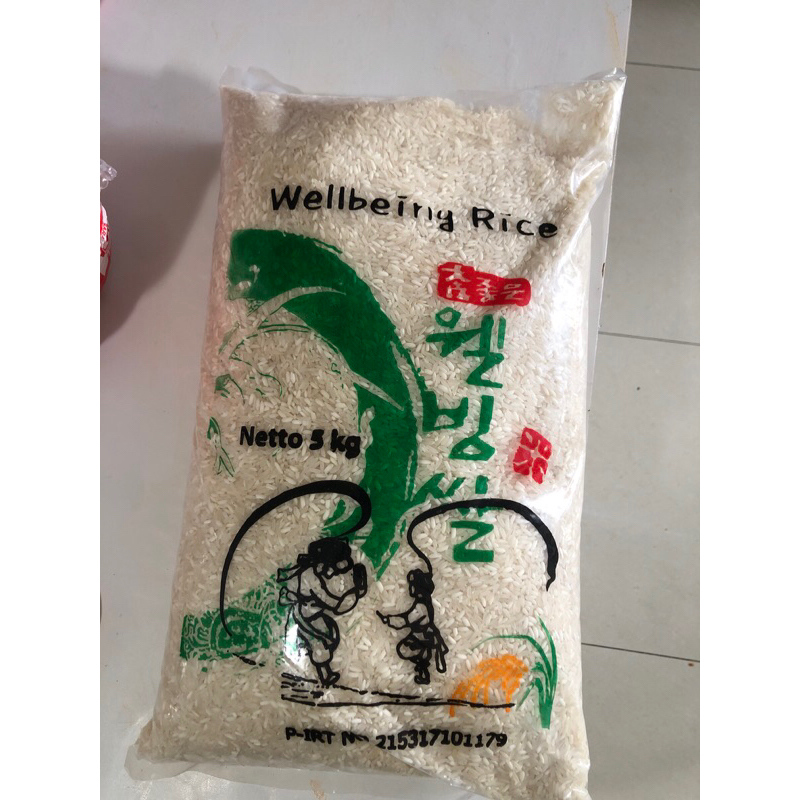 Wellbeing Rice
웰빙쌀
Netto 5 kg
P-IRT No 215317101179